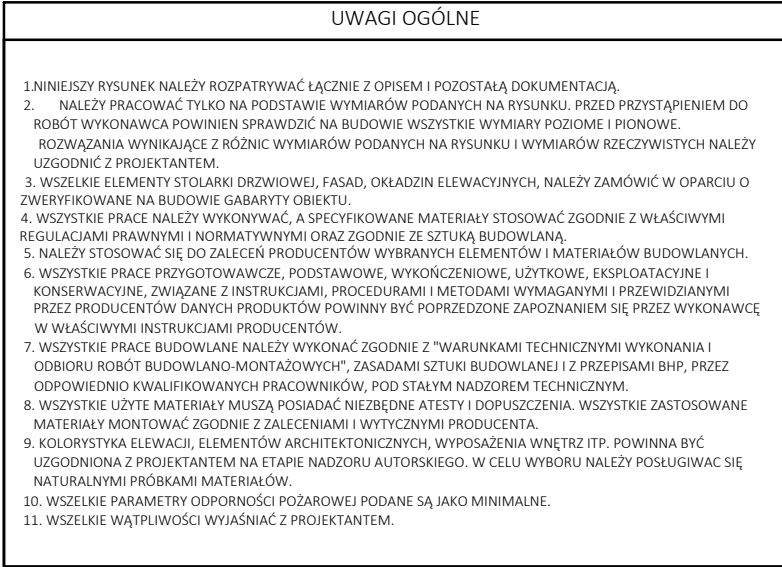 UWAGI OGÓLNE
1.NINIEJSZY RYSUNEK NALEŻY ROZPATRYWAĆ ŁĄCZNIE Z OPISEM I POZOSTAŁĄ DOKUMENTACJĄ.
2. NALEŻY PRACOWAĆ TYLKO NA PODSTAWIE WYMIARÓW PODANYCH NA RYSUNKU. PRZED PRZYSTĄPIENIEM DO
ROBÓT WYKONAWCA POWINIEN SPRAWDZIĆ NA BUDOWIE WSZYSTKIE WYMIARY POZIOME I PIONOWE.
ROZWĄZANIA WYNIKAJĄCE Z RÓŻNIC WYMIARÓW PODANYCH NA RYSUNKU I WYMIARÓW RZECZYWISTYCH NALEŻY
UZGODNIĆ Z PROJEKTANTEM.
3. WSZELKIE ELEMENTY STOLARKI DRZWIOWEJ, FASAD, OKŁADZIN ELEWACYJNYCH, NALEŻY ZAMÓWIĆ W OPARCIU O
ZWERYFIKOWANE NA BUDOWIE GABARYTY OBIEKTU.
4. WSZYSTKIE PRACE NALEŻY WYKONYWAĆ, A SPECYFIKOWANE MATERIAŁY STOSOWAĆ ZGODNIE Z WŁAŚCIWYMI
REGULACJAMI PRAWNYMI I NORMATYWNYMI ORAZ ZGODNIE ZE SZTUKĄ BUDOWLANĄ.
5. NALEŻY STOSOWAĆ SIĘ DO ZALECEŃ PRODUCENTÓW WYBRANYCH ELEMENTÓW I MATERIAŁÓW BUDOWLANYCH.
6. WSZYSTKIE PRACE PRZYGOTOWAWCZE, PODSTAWOWE, WYKOŃCZENIOWE, UŻYTKOWE, EKSPLOATACYJNE I
KONSERWACYJNE, ZWIĄZANE Z INSTRUKCJAMI, PROCEDURAMI I METODAMI WYMAGANYMI I PRZEWIDZIANYMI
PRZEZ PRODUCENTÓW DANYCH PRODUKTÓW POWINNY BYĆ POPRZEDZONE ZAPOZNANIEM SIĘ PRZEZ WYKONAWCĘ
W WŁAŚCIWYMI INSTRUKCJAMI PRODUCENTÓW.
7. WSZYSTKIE PRACE BUDOWLANE NALEŻY WYKONAĆ ZGODNIE Z "WARUNKAMI TECHNICZNYMI WYKONANIA I
ODBIORU ROBÓT BUDOWLANO-MONTAŻOWYCH", ZASADAMI SZTUKI BUDOWLANEJ I Z PRZEPISAMI BHP, PRZEZ
ODPOWIEDNIO KWALIFIKOWANYCH PRACOWNIKÓW, POD STAŁYM NADZOREM TECHNICZNYM.
8. WSZYSTKIE UŻYTE MATERIAŁY MUSZĄ POSIADAĆ NIEZBĘDNE ATESTY I DOPUSZCZENIA. WSZYSTKIE ZASTOSOWANE
MATERIAŁY MONTOWAĆ ZGODNIE Z ZALECENIAMI I WYTYCZNYMI PRODUCENTA.
9. KOLORYSTYKA ELEWACJI, ELEMENTÓW ARCHITEKTONICZNYCH, WYPOSAŻENIA WNĘTRZ ITP. POWINNA BYĆ
UZGODNIONA Z PROJEKTANTEM NA ETAPIE NADZORU AUTORSKIEGO. W CELU WYBORU NALEŻY POSŁUGIWAC SIĘ
NATURALNYMI PRÓBKAMI MATERIAŁÓW.
10. WSZELKIE PARAMETRY ODPORNOŚCI POŻAROWEJ PODANE SĄ JAKO MINIMALNE.
11. WSZELKIE WĄTPLIWOŚCI WYJAŚNIAĆ Z PROJEKTANTEM.